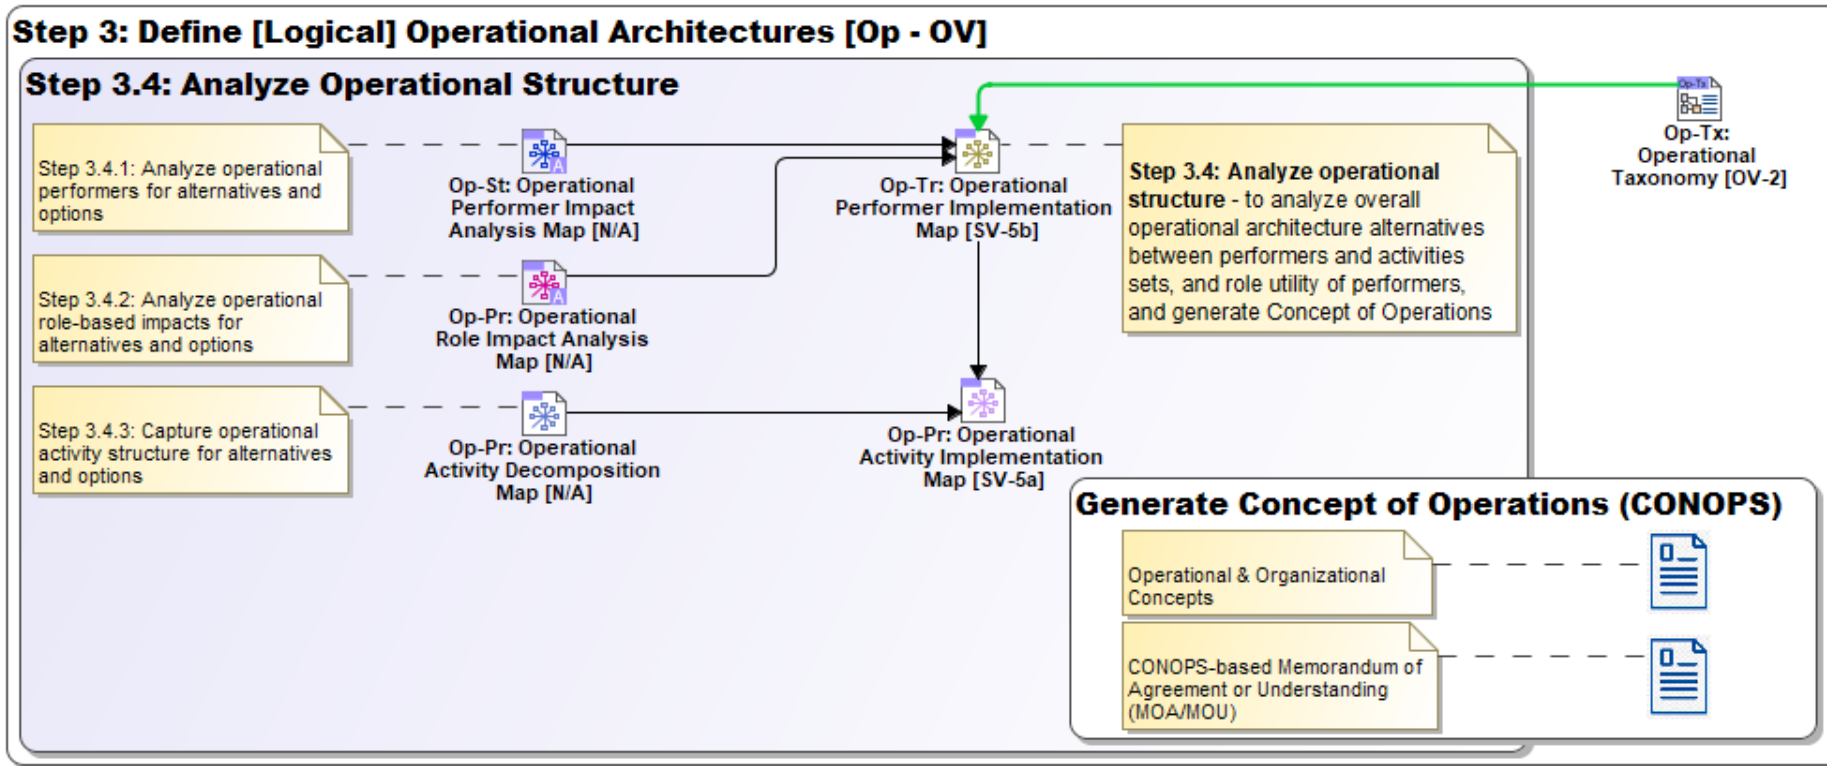 Step 3: Define [Logical] Operational Architectures [Op - OV]
Step 3.4: Analyze Operational Structure
Step 3.4.1: Analyze operational
performers for alternatives and
options
Op-St: Operational
Performer Impact
Analysis Map [N/A]
Op-Tr: Operational
Performer Implementation
Map [SV-5b]
Step 3.4: Analyze operational
structure - to analyze overall
operational architecture alternatives
between performers and activities
sets, and role utility of performers,
and generate Concept of Operations
Op-Tx
Op-Tx:
Operational
Taxonomy [OV-2]
Step 3.4.2: Analyze operational
role-based impacts for
alternatives and options
Op-Pr: Operational
Role Impact Analysis
Map [N/A]
Step 3.4.3: Capture operational
activity structure for alternatives
and options
Op-Pr: Operational
Activity Decomposition
Map [N/A]
Op-Pr: Operational
Activity Implementation
Map [SV-5a]
Generate Concept of Operations (CONOPS)
Operational & Organizational
Concepts
CONOPS-based Memorandum of
Agreement or Understanding
(MOA/MOU)